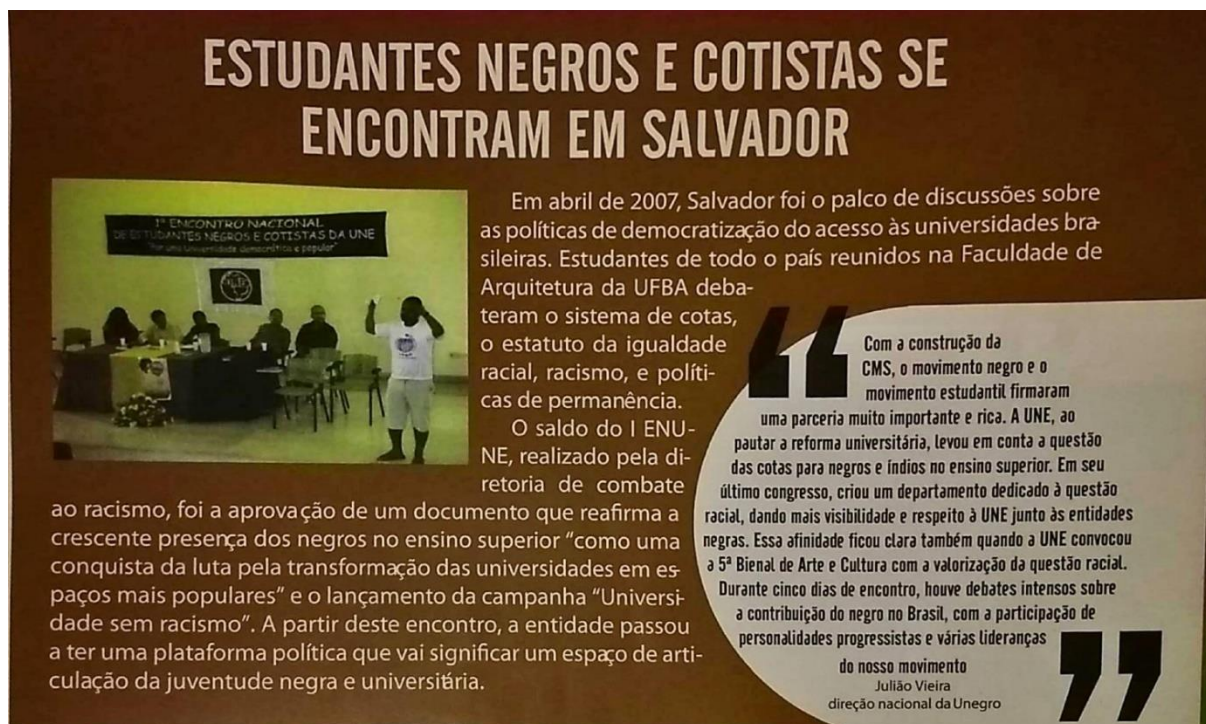 ESTUDANTES NEGROS E COTISTAS SE
ENCONTRAM EM SALVADOR
1º ENCONTRO NACIONAL
DE ESTUDANTES NEGROS E COTISTAS DA UNE
"Por uma Universidade democrática e popular"
Em abril de 2007, Salvador foi o palco de discussões sobre
as políticas de democratização do acesso às universidades bra-
sileiras. Estudantes de todo o país reunidos na Faculdade de
Arquitetura da UFBA deba-
teram o sistema de cotas,
o estatuto da igualdade
racial, racismo, e políti-
cas de permanência.
O saldo do I ENU-
NE, realizado pela di-
retoria de combate
ao racismo, foi a aprovação de um documento que reafirma a
crescente presença dos negros no ensino superior "como uma
conquista da luta pela transformação das universidades em es-
paços mais populares" e o lançamento da campanha "Universi-
dade sem racismo". A partir deste encontro, a entidade passou
a ter uma plataforma política que vai significar um espaço de arti-
culação da juventude negra e universitária.
“
Com a construção da
CMS, o movimento negro e o
movimento estudantil firmaram
uma parceria muito importante e rica. A UNE, ao
pautar a reforma universitária, levou em conta a questão
das cotas para negros e índios no ensino superior. Em seu
último congresso, criou um departamento dedicado à questão
racial, dando mais visibilidade e respeito à UNE junto às entidades
negras. Essa afinidade ficou clara também quando a UNE convocou
a 5ª Bienal de Arte e Cultura com a valorização da questão racial.
Durante cinco dias de encontro, houve debates intensos sobre
a contribuição do negro no Brasil, com a participação de
personalidades progressistas e várias lideranças
do nosso movimento
”
Julião Vieira
direção nacional da Unegro